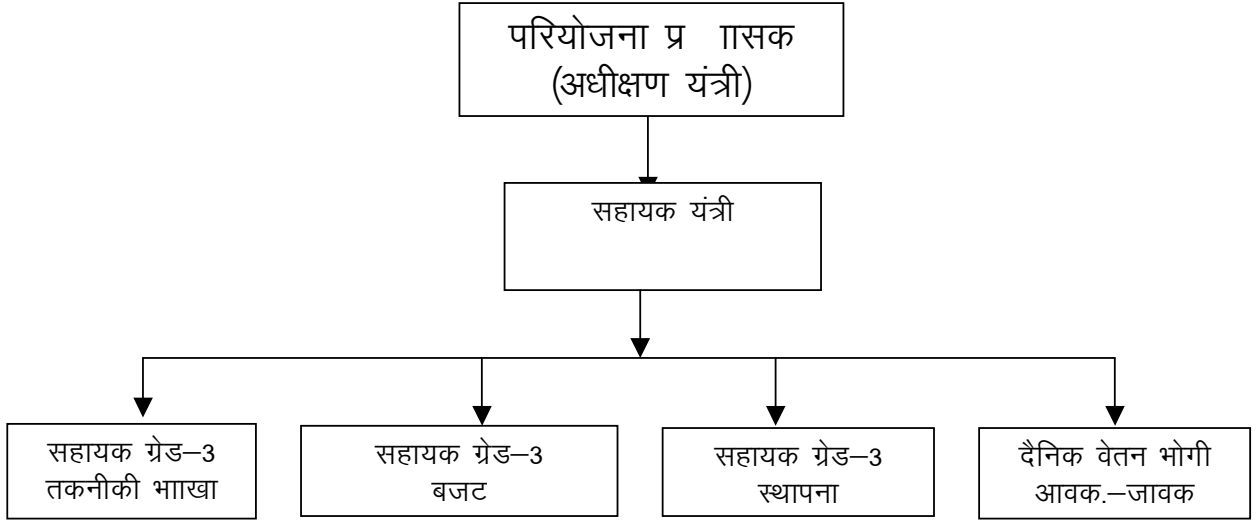 परियोजना प्र ाासक
(अधीक्षण यंत्री)
सहायक यंत्री
सहायक ग्रेड–3
तकनीकी भााखा
सहायक ग्रेड–3
बजट
सहायक ग्रेड–3
स्थापना
दैनिक वेतन भोगी
आवक.–जावक